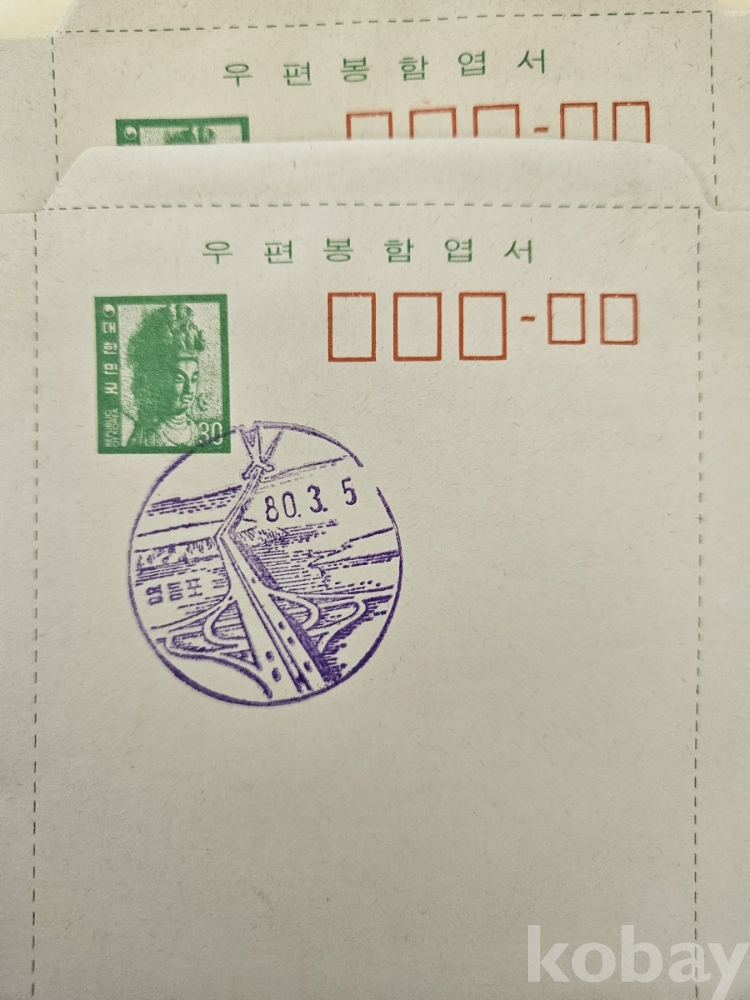 우편봉함엽서
우편봉함엽서
대한민국
REPUBLIC
OF KOREA
30
80.3.5
영등포
kobay